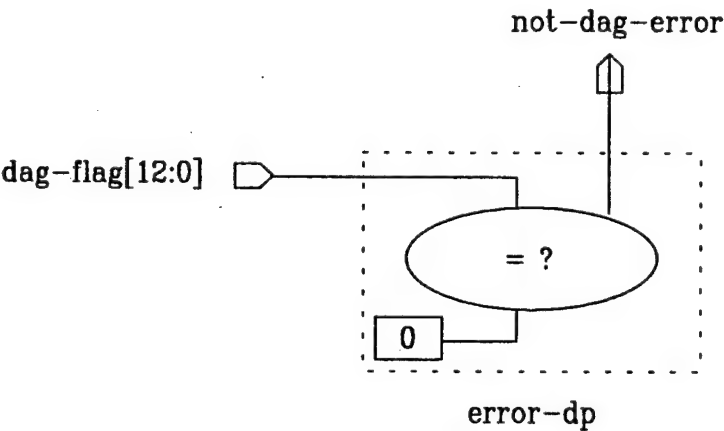 not-dag-error
dag-flag[12:0]
= ?
0
error-dp